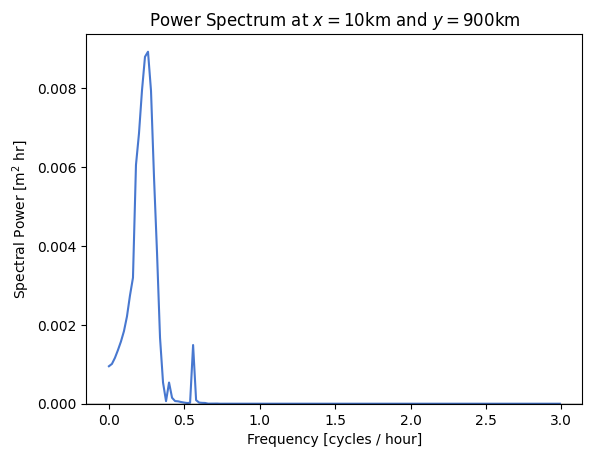 Power Spectrum at x = 10km and y = 900km
Spectral Power [m² hr]
0.008
0.006
0.004
0.002
0.000
0.0 0.5 1.0 1.5 2.0 2.5 3.0
Frequency [cycles / hour]